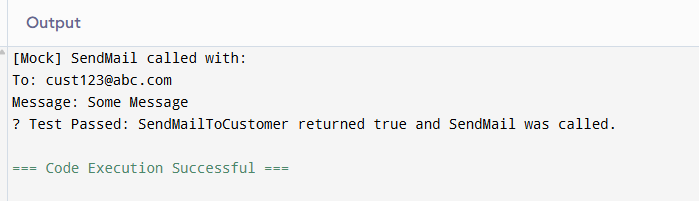 Output
[Mock] SendMail called with:
To: cust123@abc.com
Message: Some Message
? Test Passed: SendMailToCustomer returned true and SendMail was called.
=== Code Execution Successful ===